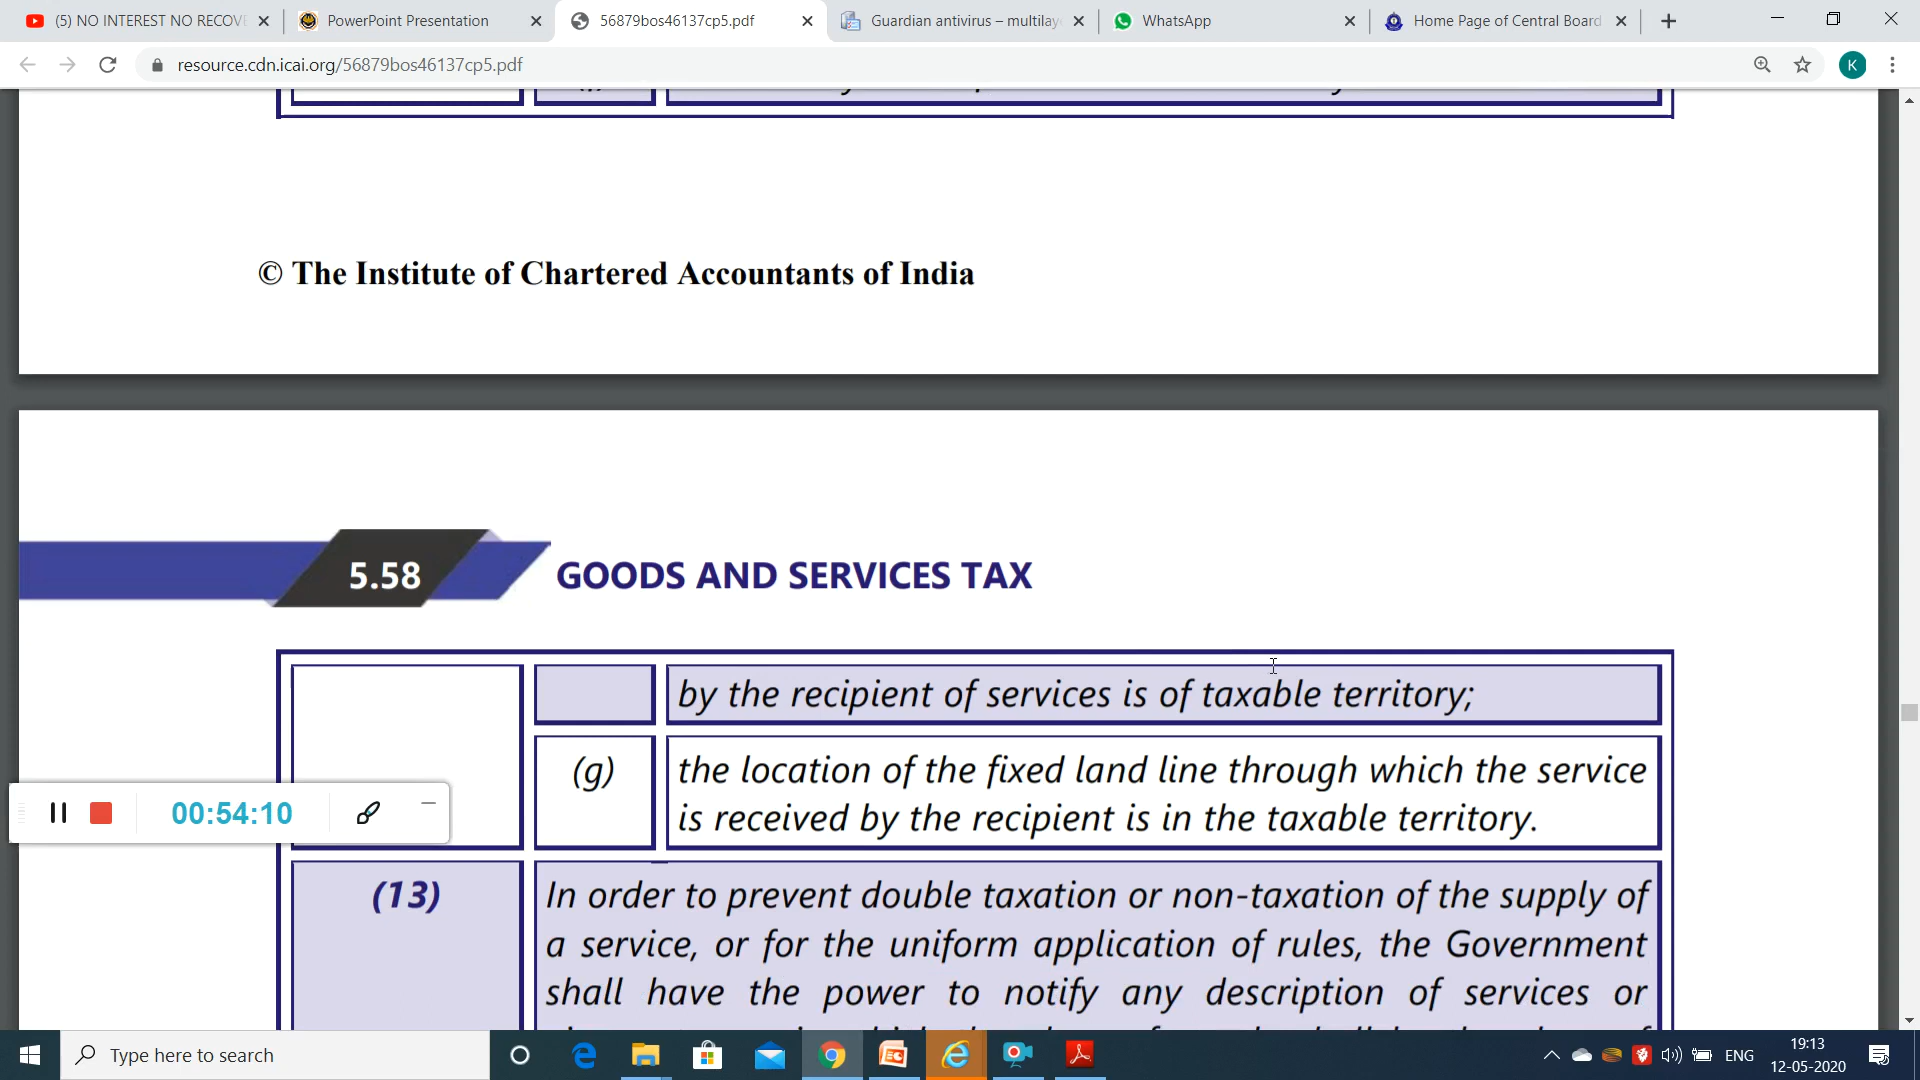 (5) NO INTEREST NO RECOVE
PowerPoint Presentation
56879bos46137cp5.pdf
Guardian antivirus – multilay
WhatsApp
Home Page of Central Board
resource.cdn.icai.org/56879bos46137cp5.pdf
K
© The Institute of Chartered Accountants of India
5.58
GOODS AND SERVICES TAX
by the recipient of services is of taxable territory;
(g)
the location of the fixed land line through which the service
is received by the recipient is in the taxable territory.
00:54:10
(13)
In order to prevent double taxation or non-taxation of the supply of
a service, or for the uniform application of rules, the Government
shall have the power to notify any description of services or
Type here to search
ENG
19:13
12-05-2020